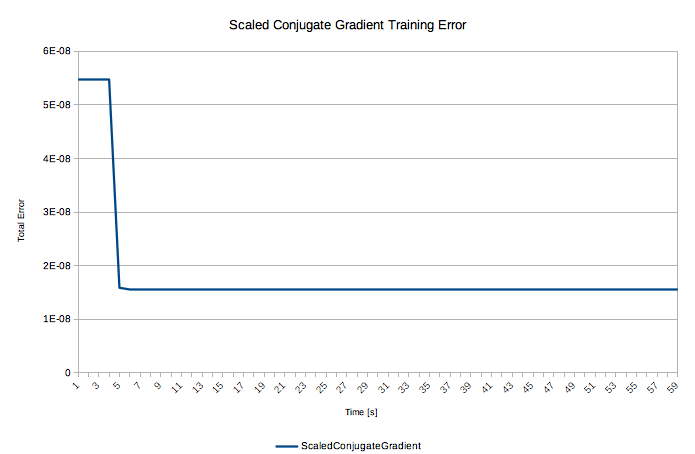 Scaled Conjugate Gradient Training Error
6E-08
5E-08
4E-08
3E-08
2E-08
1E-08
0
Total Error
1 3 5 7 9 11 13 15 17 19 21 23 25 27 29 31 33 35 37 39 41 43 45 47 49 51 53 55 57 59
Time [s]
ScaledConjugateGradient